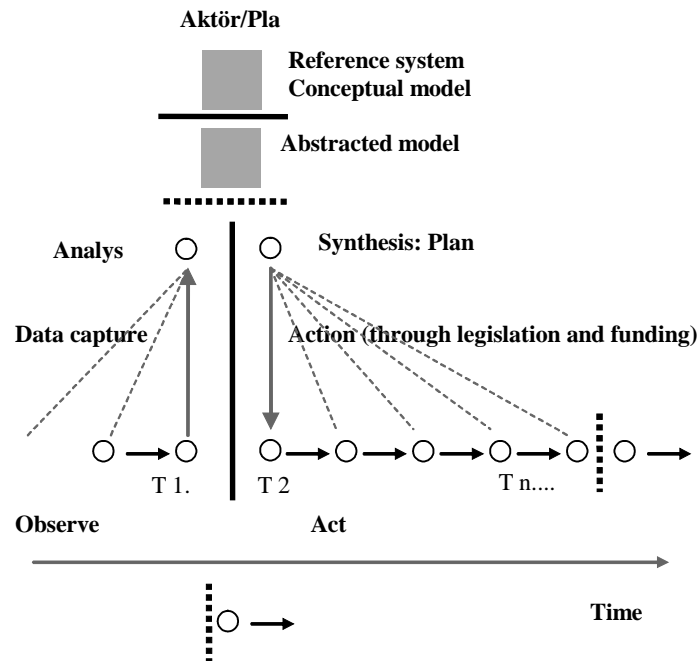 Aktör/Pla
Reference system
Conceptual model
Abstracted model
Analys
Synthesis: Plan
Data capture
Action (through legislation and funding)
T 1.
T 2
T n....
Observe
Act
Time